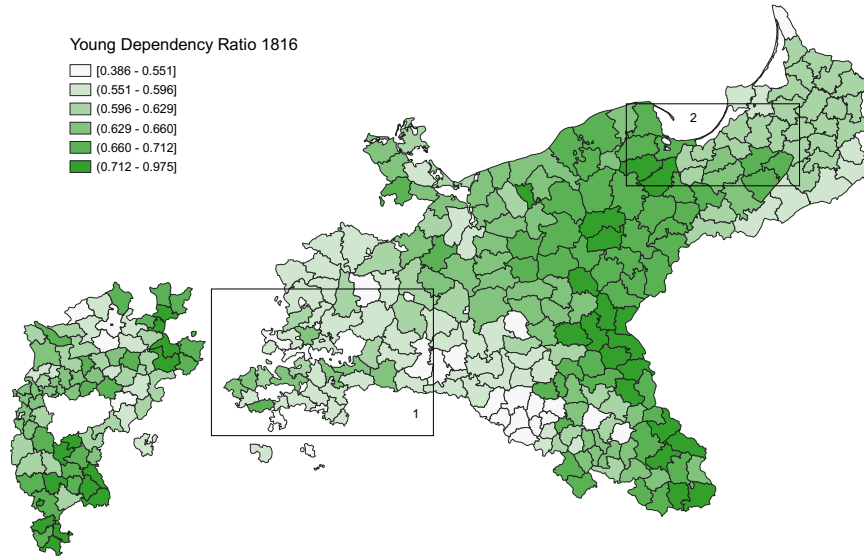 Young Dependency Ratio 1816
[0.386 - 0.551]
(0.551 - 0.596]
(0.596 - 0.629]
(0.629 - 0.660]
(0.660 - 0.712]
(0.712 - 0.975]
2
1